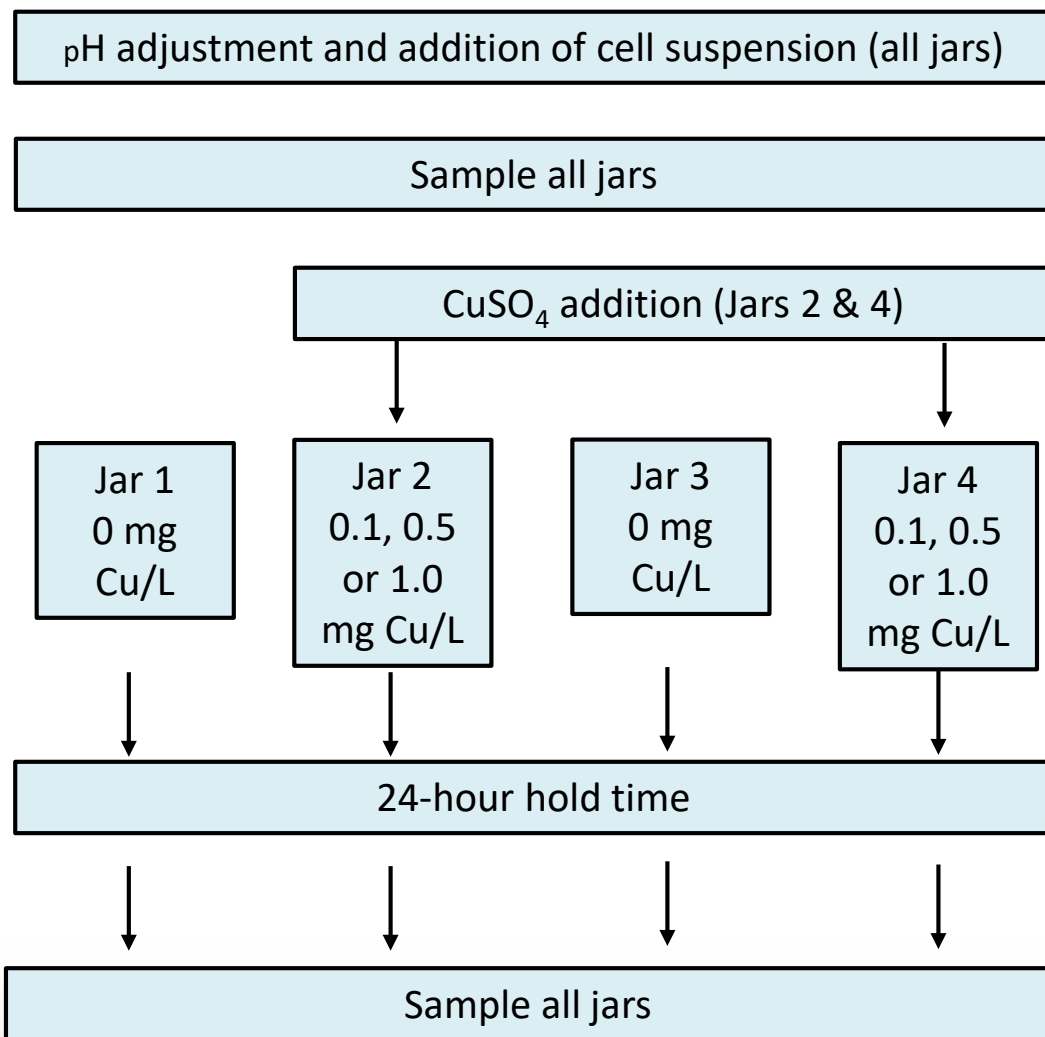 pH adjustment and addition of cell suspension (all jars)
Sample all jars
CuSO₄ addition (Jars 2 & 4)
Jar 1
0 mg
Cu/L
Jar 2
0.1, 0.5
or 1.0
mg Cu/L
Jar 3
0 mg
Cu/L
Jar 4
0.1, 0.5
or 1.0
mg Cu/L
24-hour hold time
Sample all jars